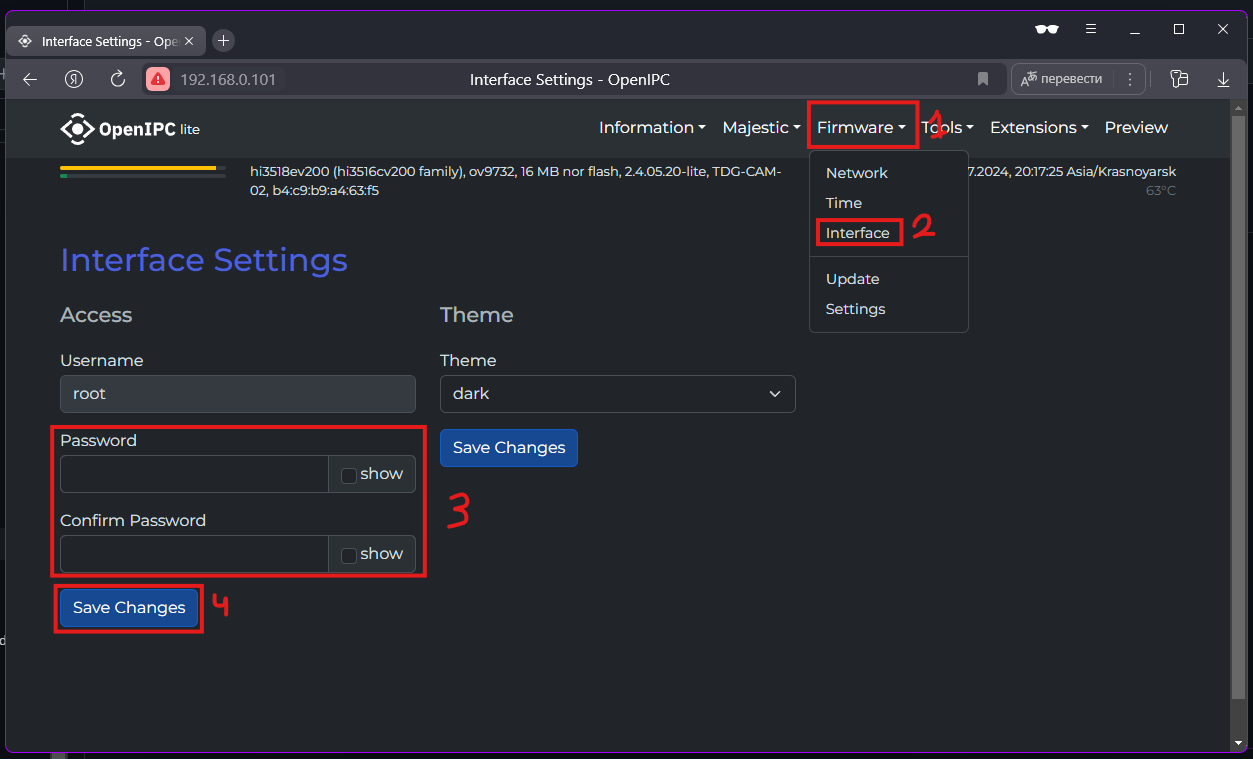 Interface Settings - Ope
192.168.0.101
Interface Settings - OpenIPC
перевести
OpenIPC lite
Information
Majestic
Firmware
1
Tools
Extensions
Preview
hi3518ev200 (hi3516cv200 family), ov9732, 16 MB nor flash, 2.4.05.20-lite, TDG-CAM-
02, b4:c9:b9:a4:63:f5
7.2024, 20:17:25 Asia/Krasnoyarsk
63°C
Network
Time
Interface
2
Update
Settings
Interface Settings
Access
Username
root
Password
show
Confirm Password
show
3
Save Changes
4
Theme
Theme
dark
Save Changes